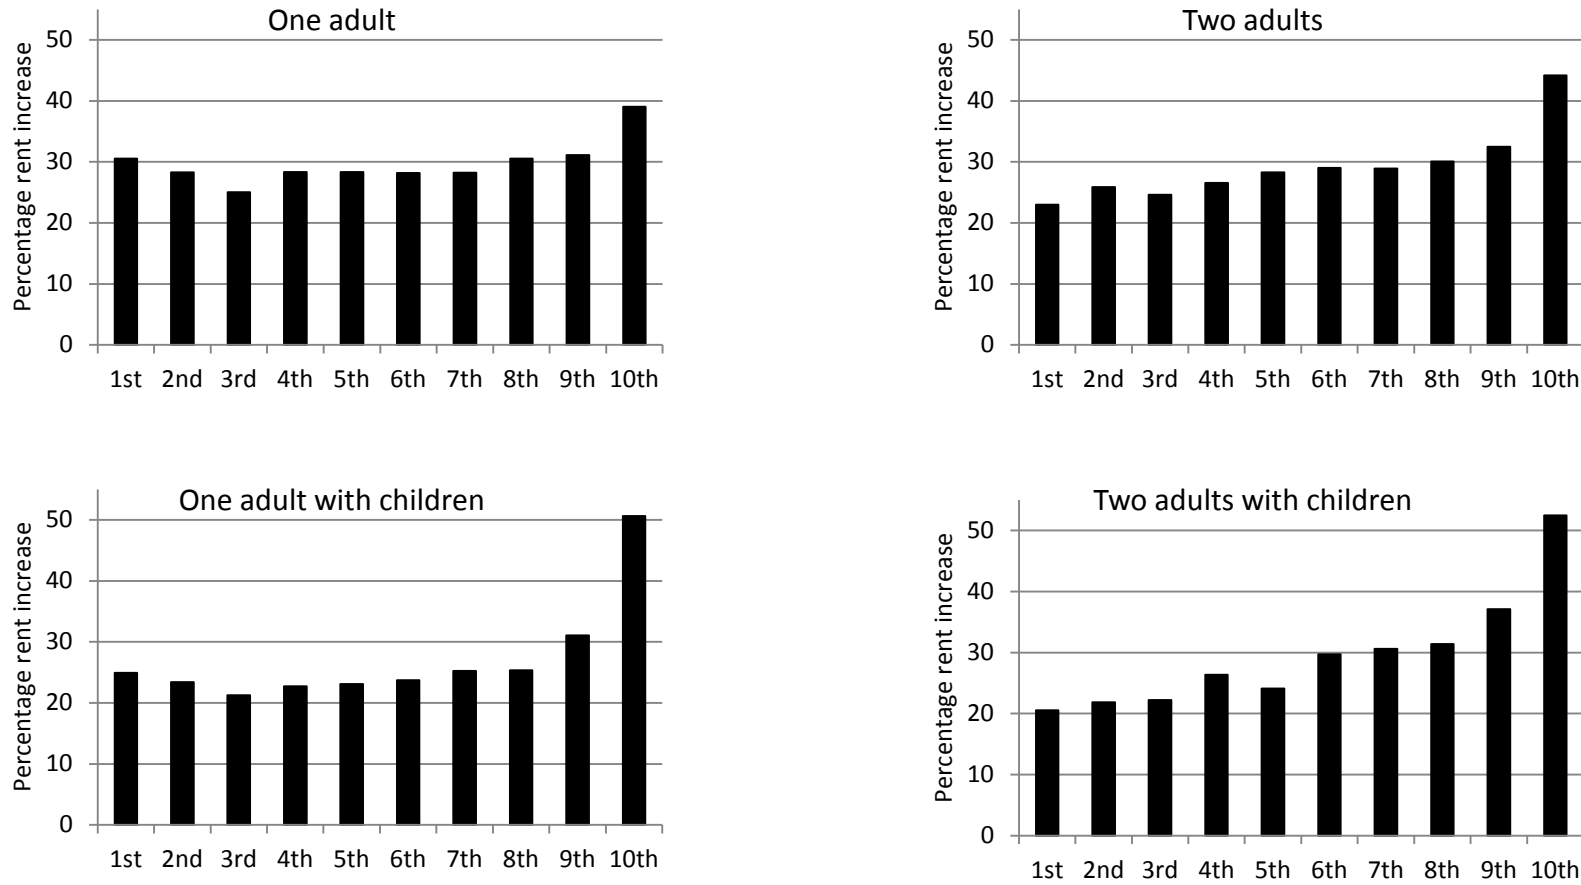 One adult
Percentage rent increase
50
40
30
20
10
0
1st 2nd 3rd 4th 5th 6th 7th 8th 9th 10th
Two adults
Percentage rent increase
50
40
30
20
10
0
1st 2nd 3rd 4th 5th 6th 7th 8th 9th 10th
One adult with children
Percentage rent increase
50
40
30
20
10
0
1st 2nd 3rd 4th 5th 6th 7th 8th 9th 10th
Two adults with children
Percentage rent increase
50
40
30
20
10
0
1st 2nd 3rd 4th 5th 6th 7th 8th 9th 10th